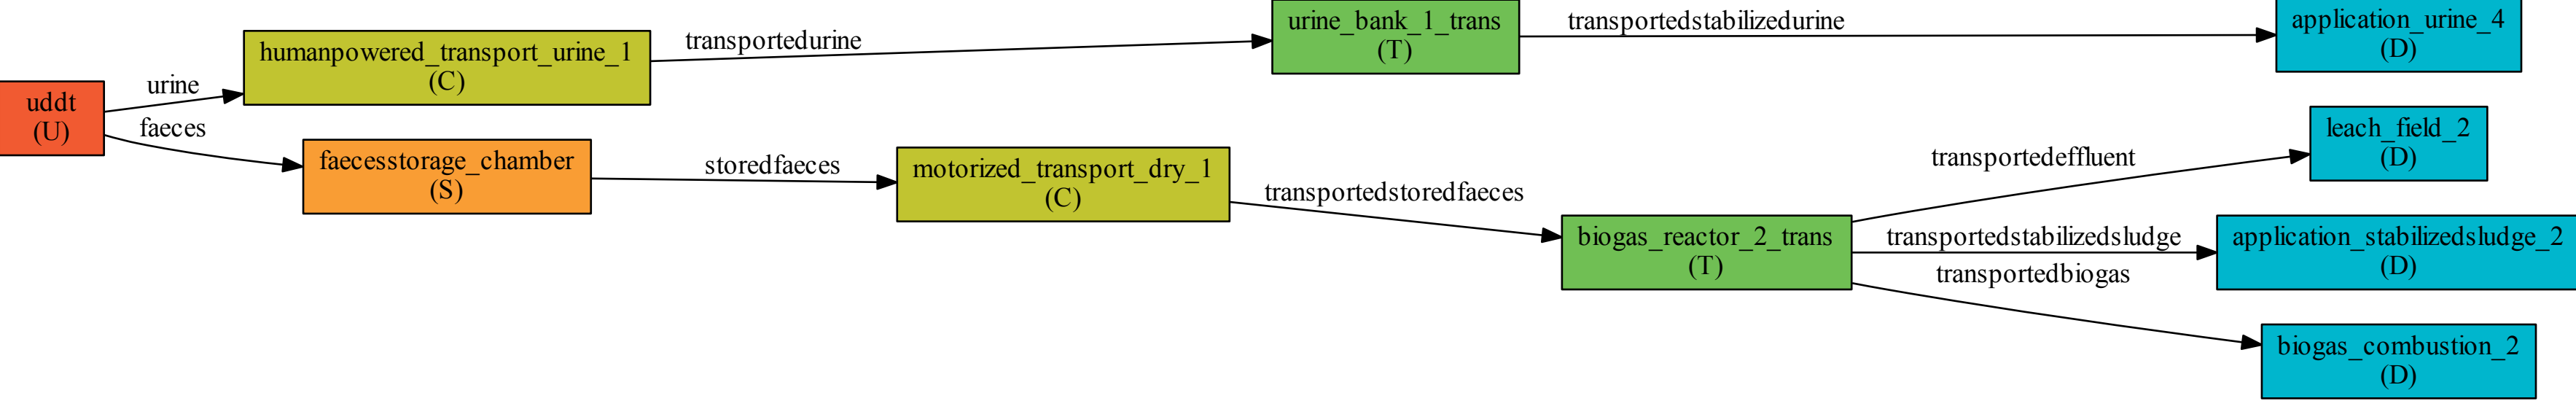 uddt
(U)
urine
faeces
humanpowered_transport_urine_1
(C)
faecesstorage_chamber
(S)
transportedurine
storedfaeces
motorized_transport_dry_1
(C)
urine_bank_1_trans
(T)
transportedstoredfaeces
transportedstabilizedurine
biogas_reactor_2_trans
(T)
transportedeffluent
transportedstabilizedsludge
transportedbiogas
application_urine_4
(D)
leach_field_2
(D)
application_stabilizedsludge_2
(D)
biogas_combustion_2
(D)